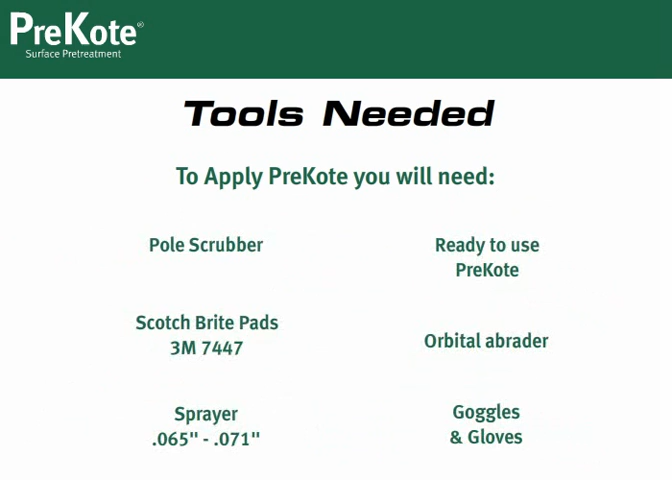 PreKote®
Surface Pretreatment
Tools Needed
To Apply PreKote you will need:
Pole Scrubber
Ready to use
PreKote
Scotch Brite Pads
3M 7447
Orbital abrader
Sprayer
.065" - .071"
Goggles
& Gloves